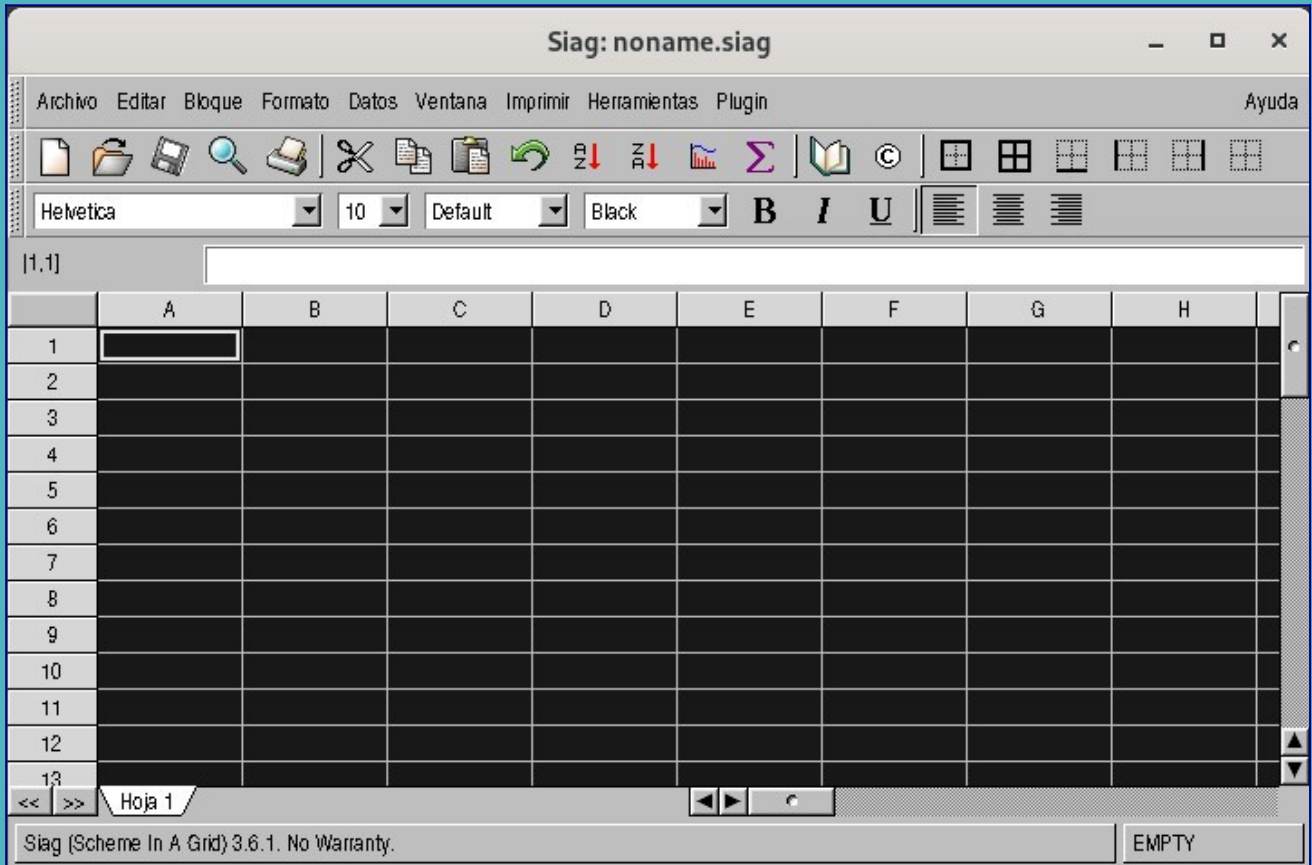 Siag: noname.siag
Archivo Editar Bloque Formato Datos Ventana Imprimir Herramientas Plugin Ayuda
A Z Z A Σ ©
Helvetica 10 Default Black B I U
[1,1]
A B C D E F G H
1
2
3
4
5
6
7
8
9
10
11
12
13
<< >> Hoja 1
Siag (Scheme In A Grid) 3.6.1. No Warranty. EMPTY